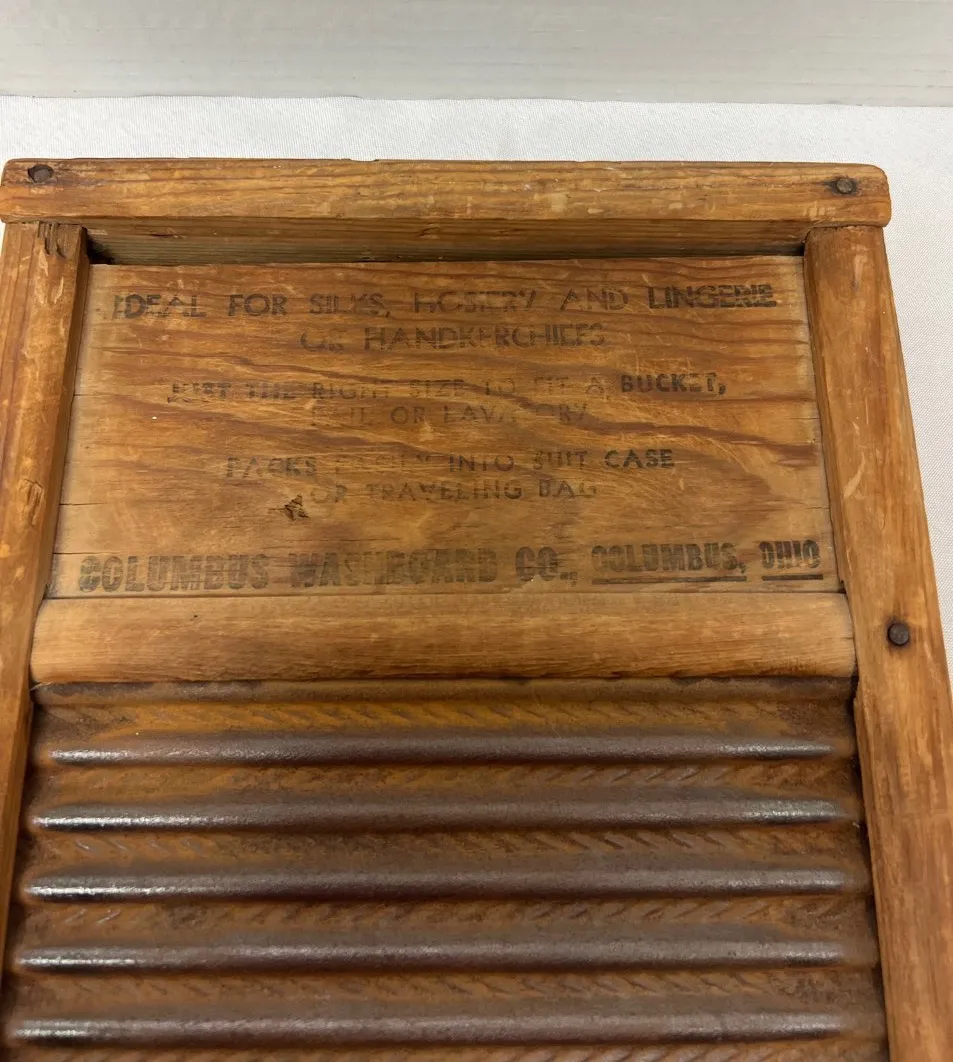 IDEAL FOR SILKS, HOSIERY AND LINGERIE
OR HANDKERCHIEFS
JUST THE RIGHT SIZE TO FIT A BUCKET,
PAIL OR LAVATORY
PACKS EASILY INTO SUIT CASE
OR TRAVELING BAG
COLUMBUS WASHBOARD CO., COLUMBUS, OHIO